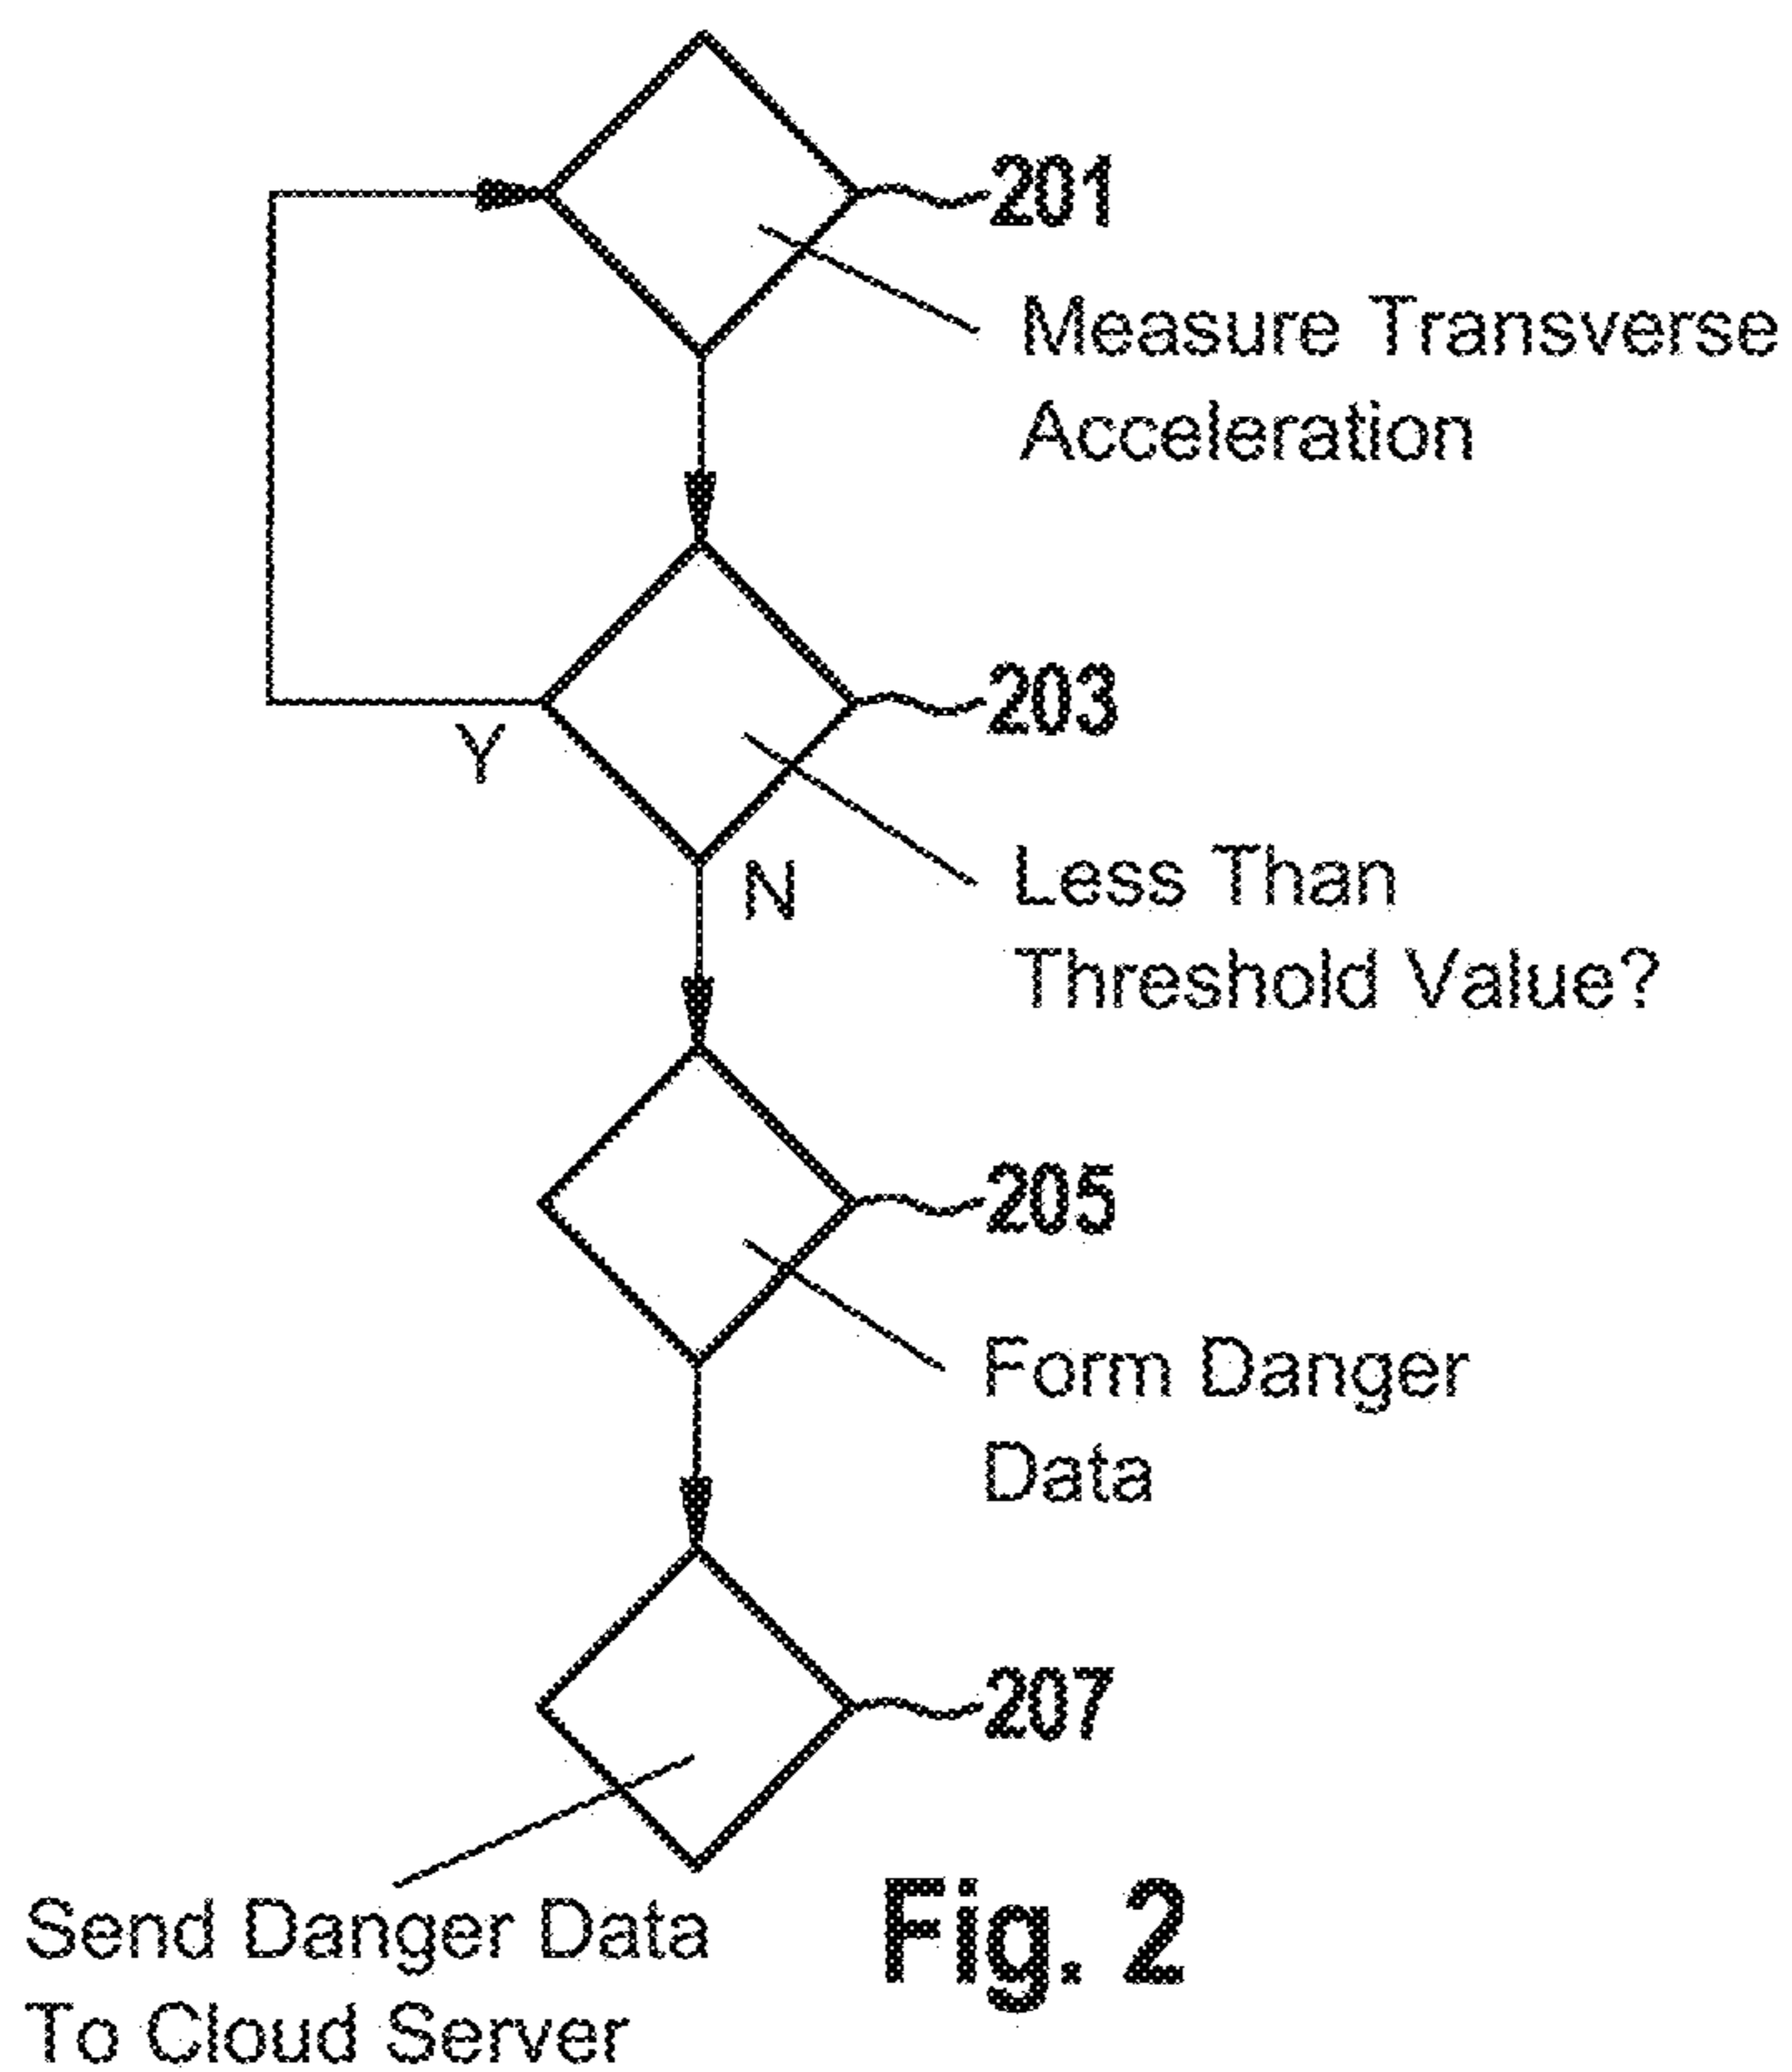 201
Measure Transverse
Acceleration
203
Y
N
Less Than
Threshold Value?
205
Form Danger
Data
207
Send Danger Data
To Cloud Server
Fig. 2